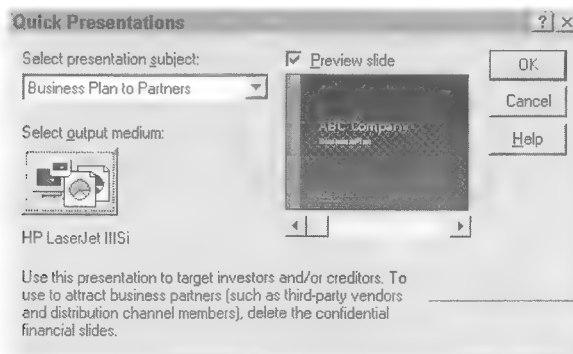 Quick Presentations
Select presentation subject:
Business Plan to Partners
Select output medium:
HP LaserJet IIISi
Preview slide
ABC Company
OK
Cancel
Help
Use this presentation to target investors and/or creditors. To
use to attract business partners (such as third-party vendors
and distribution channel members), delete the confidential
financial slides.